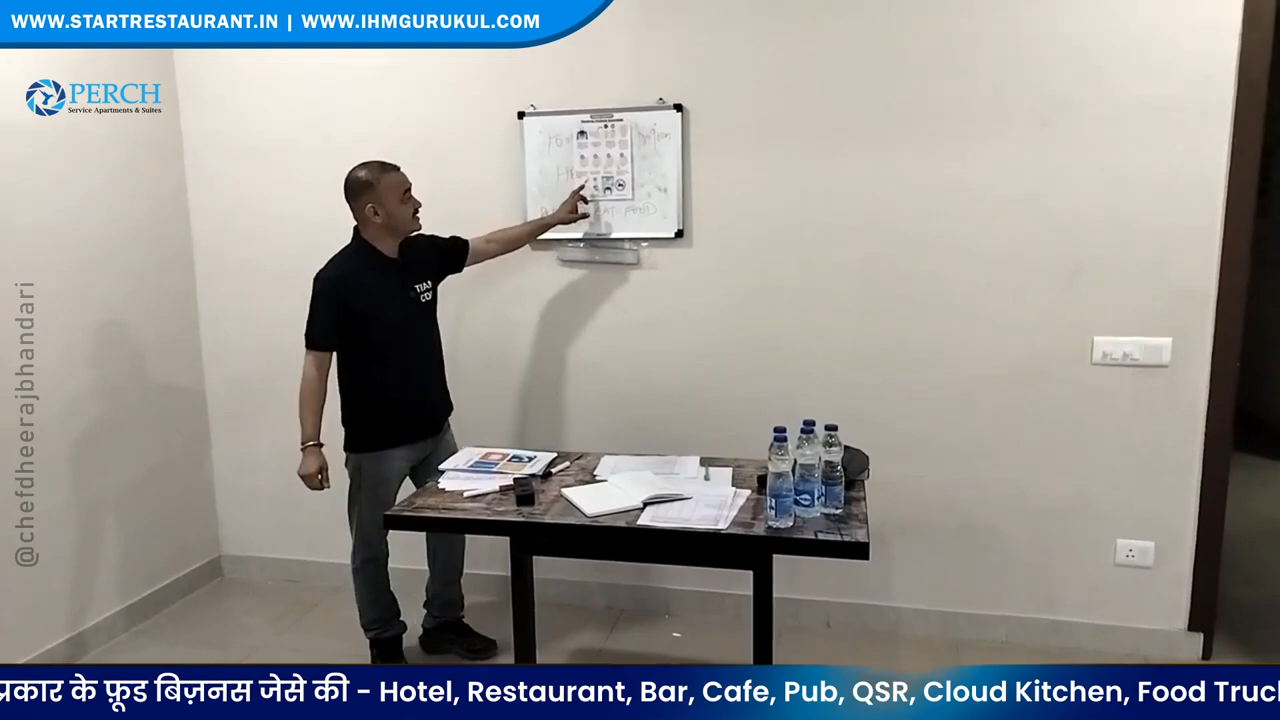 WWW.STARTRESTAURANT.IN | WWW.IHMGURUKUL.COM
PERCH
Service Apartments & Suites
@chefdheerajbhandari
प्रकार के फ़ूड बिज़नस जेसे की - Hotel, Restaurant, Bar, Cafe, Pub, QSR, Cloud Kitchen, Food Truck